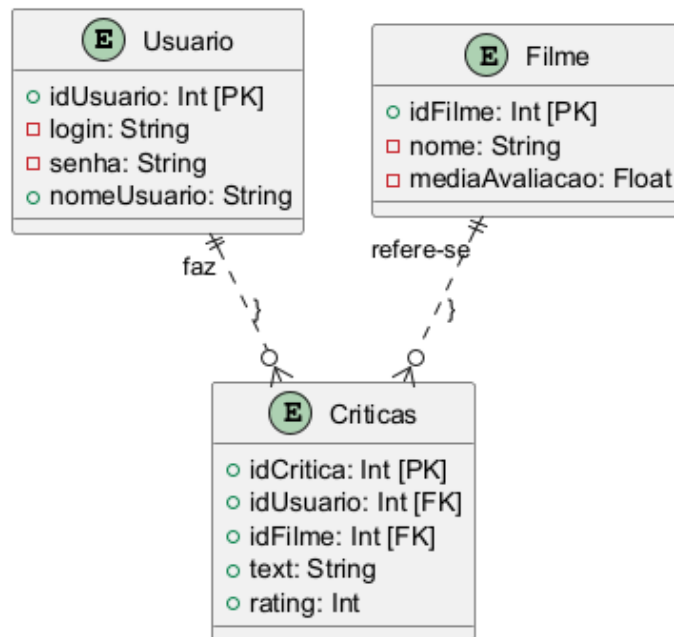 E Usuario
idUsuario: Int [PK]
login: String
senha: String
nomeUsuario: String
E Filme
idFilme: Int [PK]
nome: String
mediaAvaliacao: Float
faz
}
refere-se
}
E Criticas
idCritica: Int [PK]
idUsuario: Int [FK]
idFilme: Int [FK]
text: String
rating: Int